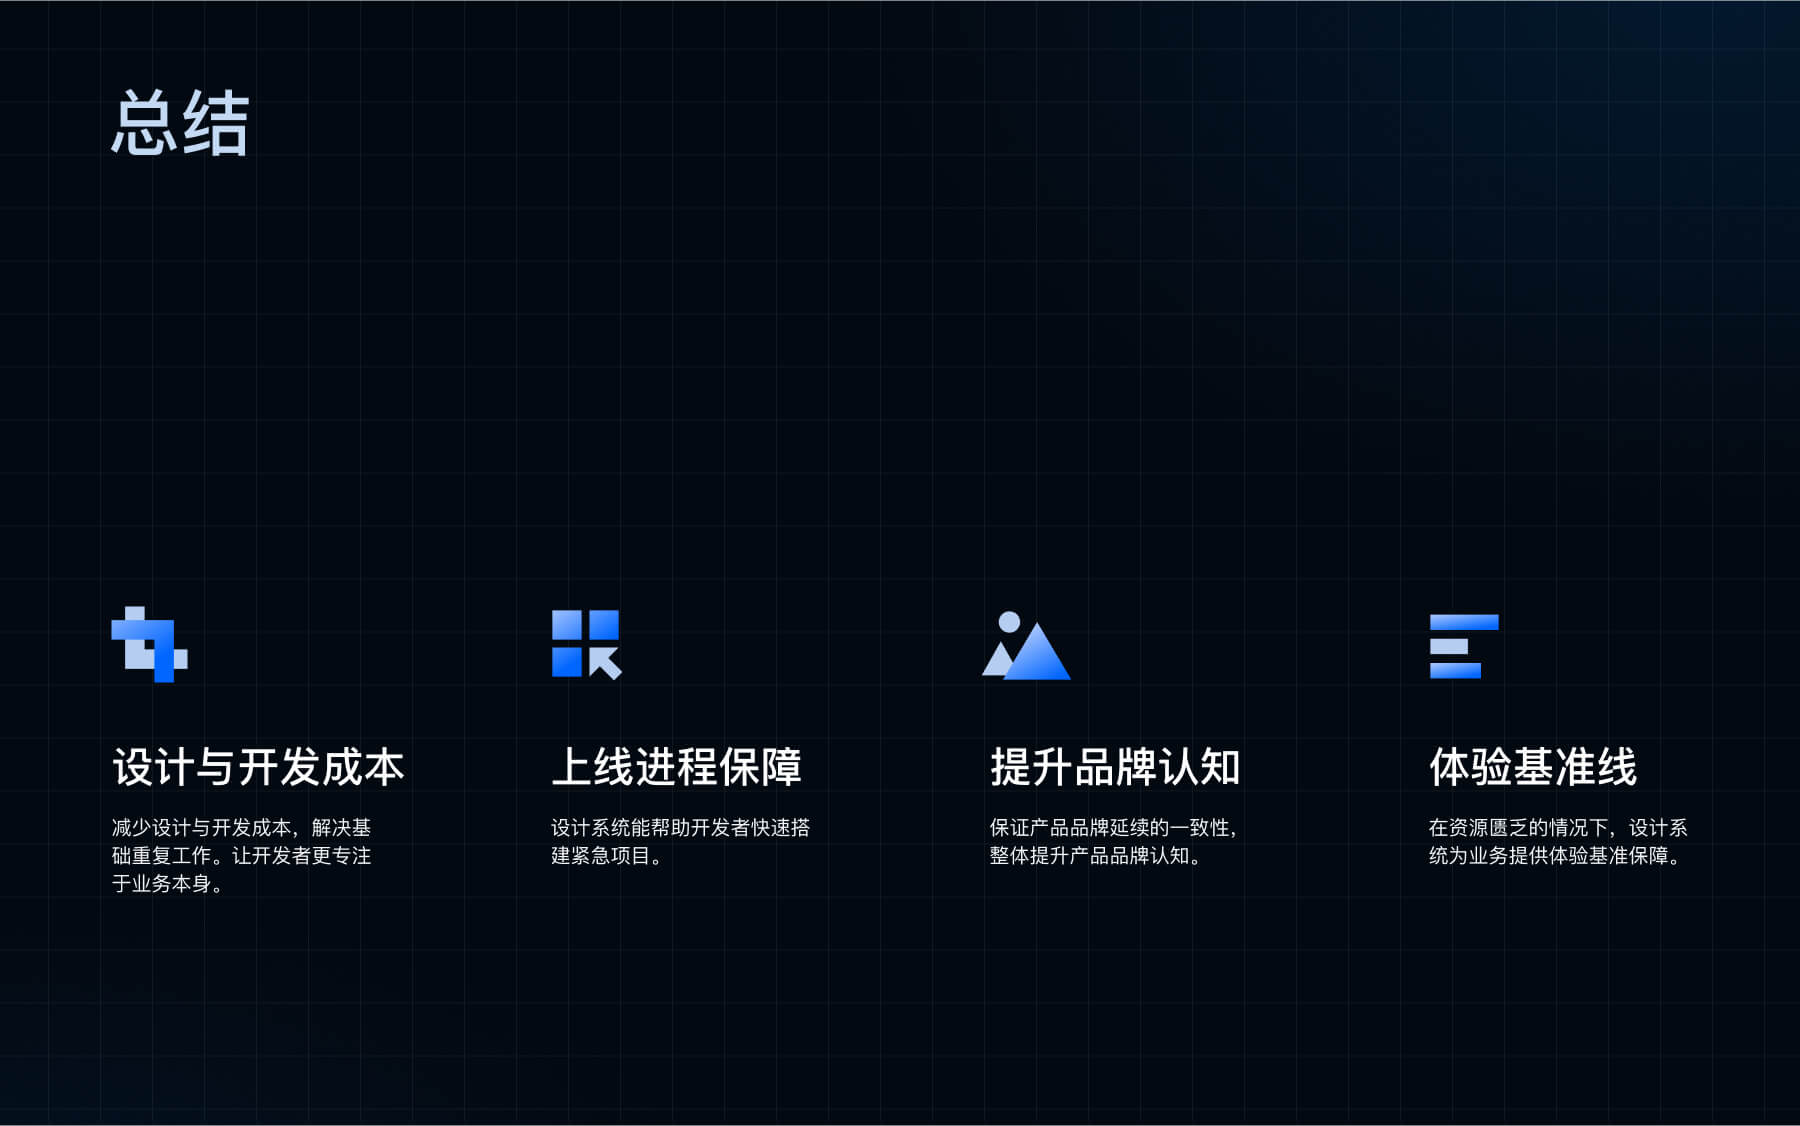 总结
设计与开发成本
减少设计与开发成本，解决基
础重复工作。让开发者更专注
于业务本身。
上线进程保障
设计系统能帮助开发者快速搭
建紧急项目。
提升品牌认知
保证产品品牌延续的一致性，
整体提升产品品牌认知。
体验基准线
在资源匮乏的情况下，设计系
统为业务提供体验基准保障。